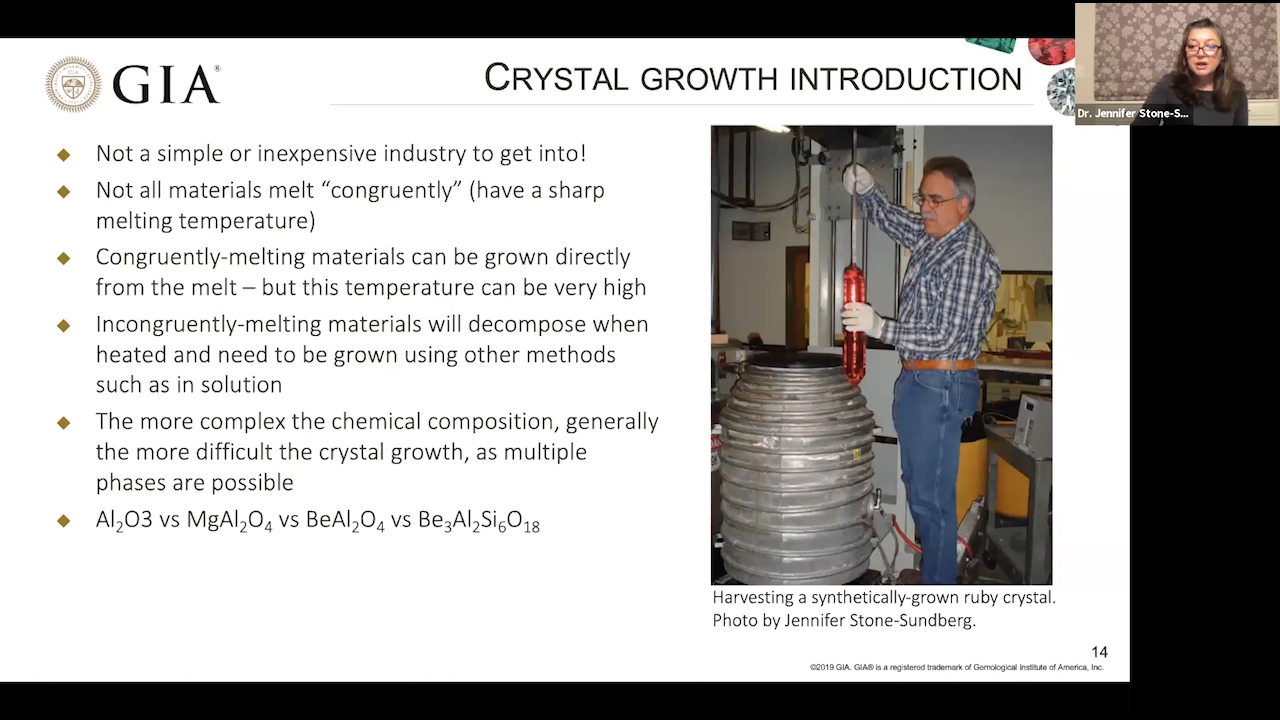 GIA®
CRYSTAL GROWTH INTRODUCTION
Dr. Jennifer Stone-S...
◆ Not a simple or inexpensive industry to get into!
◆ Not all materials melt “congruently” (have a sharp
melting temperature)
◆ Congruently-melting materials can be grown directly
from the melt – but this temperature can be very high
◆ Incongruently-melting materials will decompose when
heated and need to be grown using other methods
such as in solution
◆ The more complex the chemical composition, generally
the more difficult the crystal growth, as multiple
phases are possible
◆ Al₂O3 vs MgAl₂O₄ vs BeAl₂O₄ vs Be₃Al₂Si₆O₁₈
Harvesting a synthetically-grown ruby crystal.
Photo by Jennifer Stone-Sundberg.
14
©2019 GIA. GIA® is a registered trademark of Gemological Institute of America, Inc.